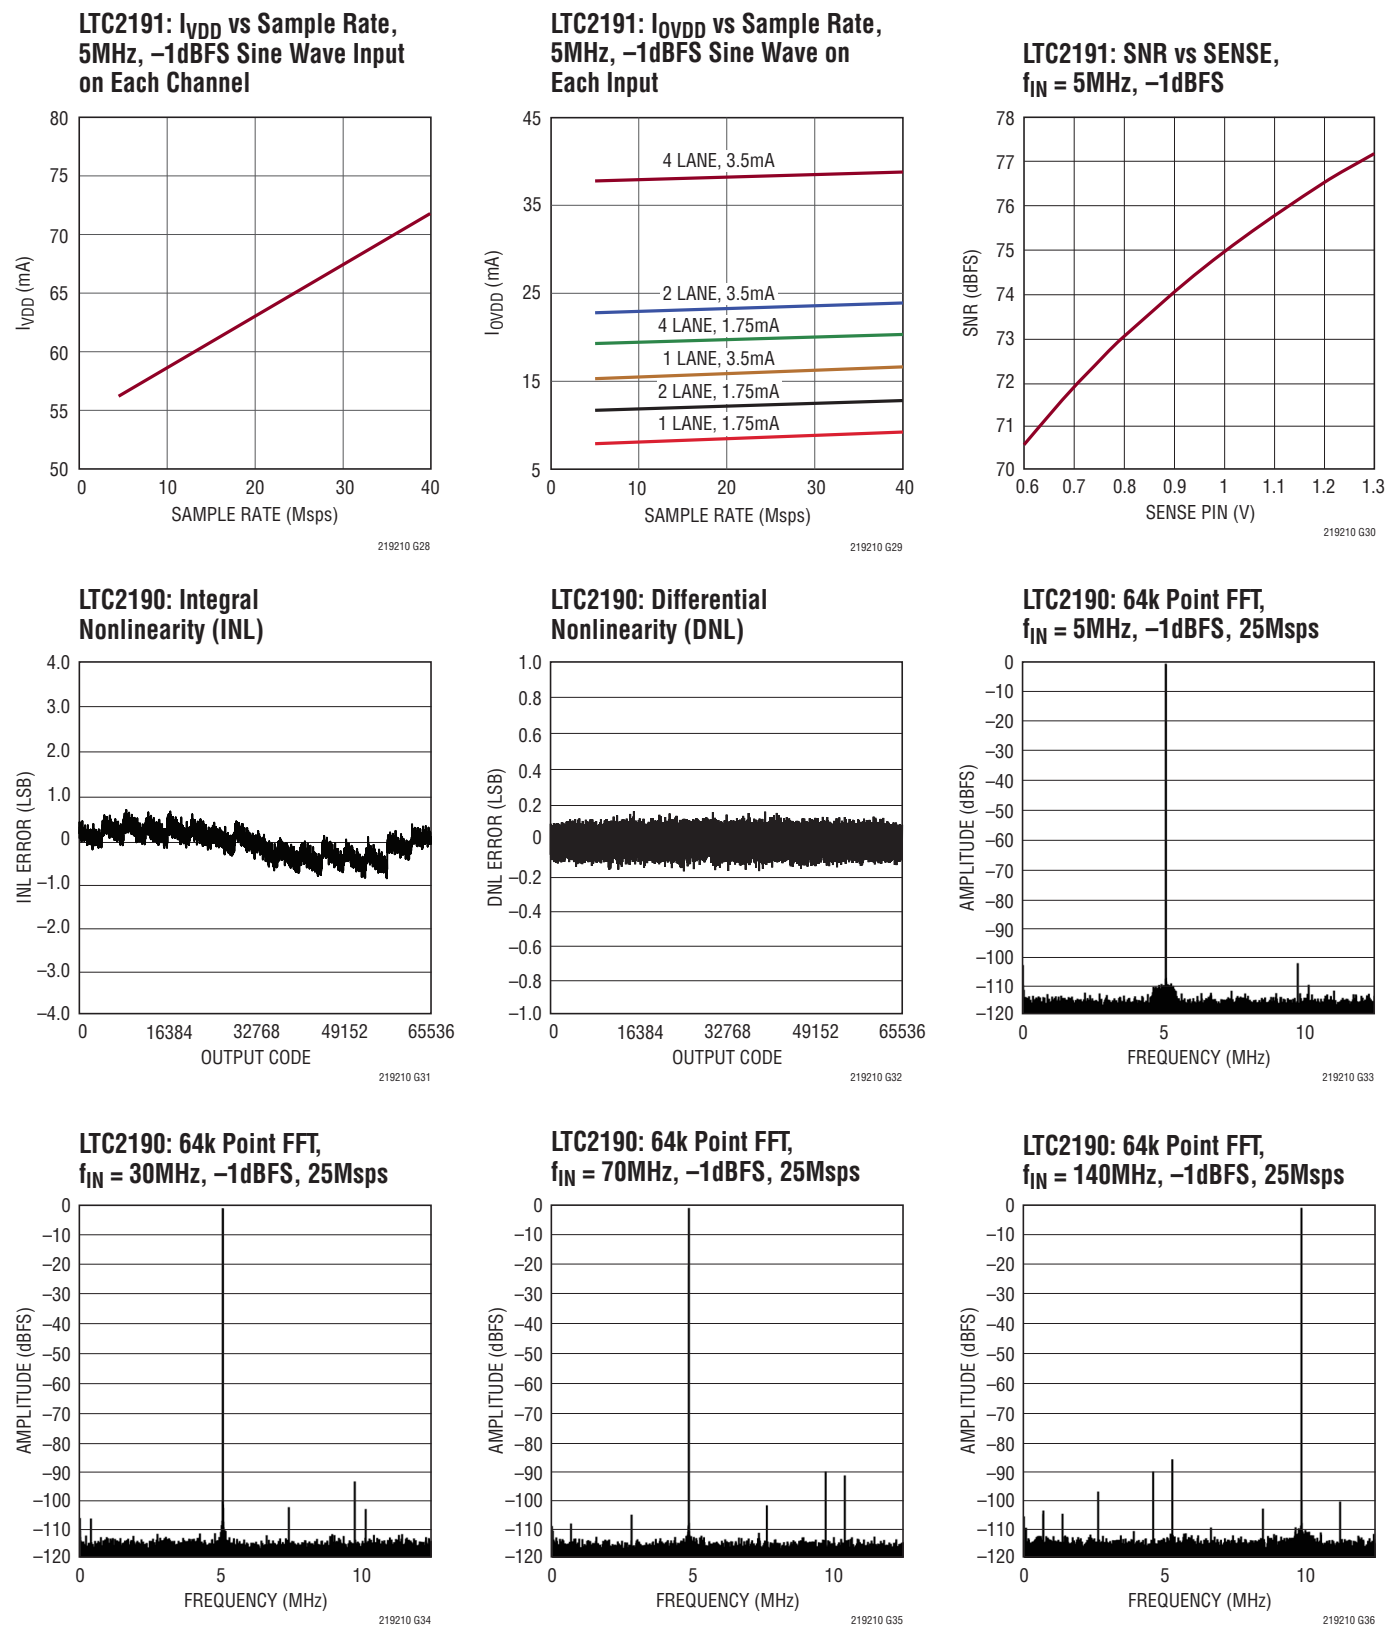 LTC2191: IVDD vs Sample Rate,
5MHz, –1dBFS Sine Wave Input
on Each Channel
80
75
70
65
60
55
50
IVDD (mA)
0 10 20 30 40
SAMPLE RATE (Msps)
219210 G28
LTC2191: IOVDD vs Sample Rate,
5MHz, –1dBFS Sine Wave on
Each Input
45
35
25
15
5
IOVDD (mA)
4 LANE, 3.5mA
2 LANE, 3.5mA
4 LANE, 1.75mA
1 LANE, 3.5mA
2 LANE, 1.75mA
1 LANE, 1.75mA
0 10 20 30 40
SAMPLE RATE (Msps)
219210 G29
LTC2191: SNR vs SENSE,
fIN = 5MHz, –1dBFS
78
77
76
75
74
73
72
71
70
SNR (dBFS)
0.6 0.7 0.8 0.9 1 1.1 1.2 1.3
SENSE PIN (V)
219210 G30
LTC2190: Integral
Nonlinearity (INL)
4.0
3.0
2.0
1.0
0
–1.0
–2.0
–3.0
–4.0
INL ERROR (LSB)
0 16384 32768 49152 65536
OUTPUT CODE
219210 G31
LTC2190: Differential
Nonlinearity (DNL)
1.0
0.8
0.6
0.4
0.2
0
–0.2
–0.4
–0.6
–0.8
–1.0
DNL ERROR (LSB)
0 16384 32768 49152 65536
OUTPUT CODE
219210 G32
LTC2190: 64k Point FFT,
fIN = 5MHz, –1dBFS, 25Msps
0
–10
–20
–30
–40
–50
–60
–70
–80
–90
–100
–110
–120
AMPLITUDE (dBFS)
0 5 10
FREQUENCY (MHz)
219210 G33
LTC2190: 64k Point FFT,
fIN = 30MHz, –1dBFS, 25Msps
0
–10
–20
–30
–40
–50
–60
–70
–80
–90
–100
–110
–120
AMPLITUDE (dBFS)
0 5 10
FREQUENCY (MHz)
219210 G34
LTC2190: 64k Point FFT,
fIN = 70MHz, –1dBFS, 25Msps
0
–10
–20
–30
–40
–50
–60
–70
–80
–90
–100
–110
–120
AMPLITUDE (dBFS)
0 5 10
FREQUENCY (MHz)
219210 G35
LTC2190: 64k Point FFT,
fIN = 140MHz, –1dBFS, 25Msps
0
–10
–20
–30
–40
–50
–60
–70
–80
–90
–100
–110
–120
AMPLITUDE (dBFS)
0 5 10
FREQUENCY (MHz)
219210 G36